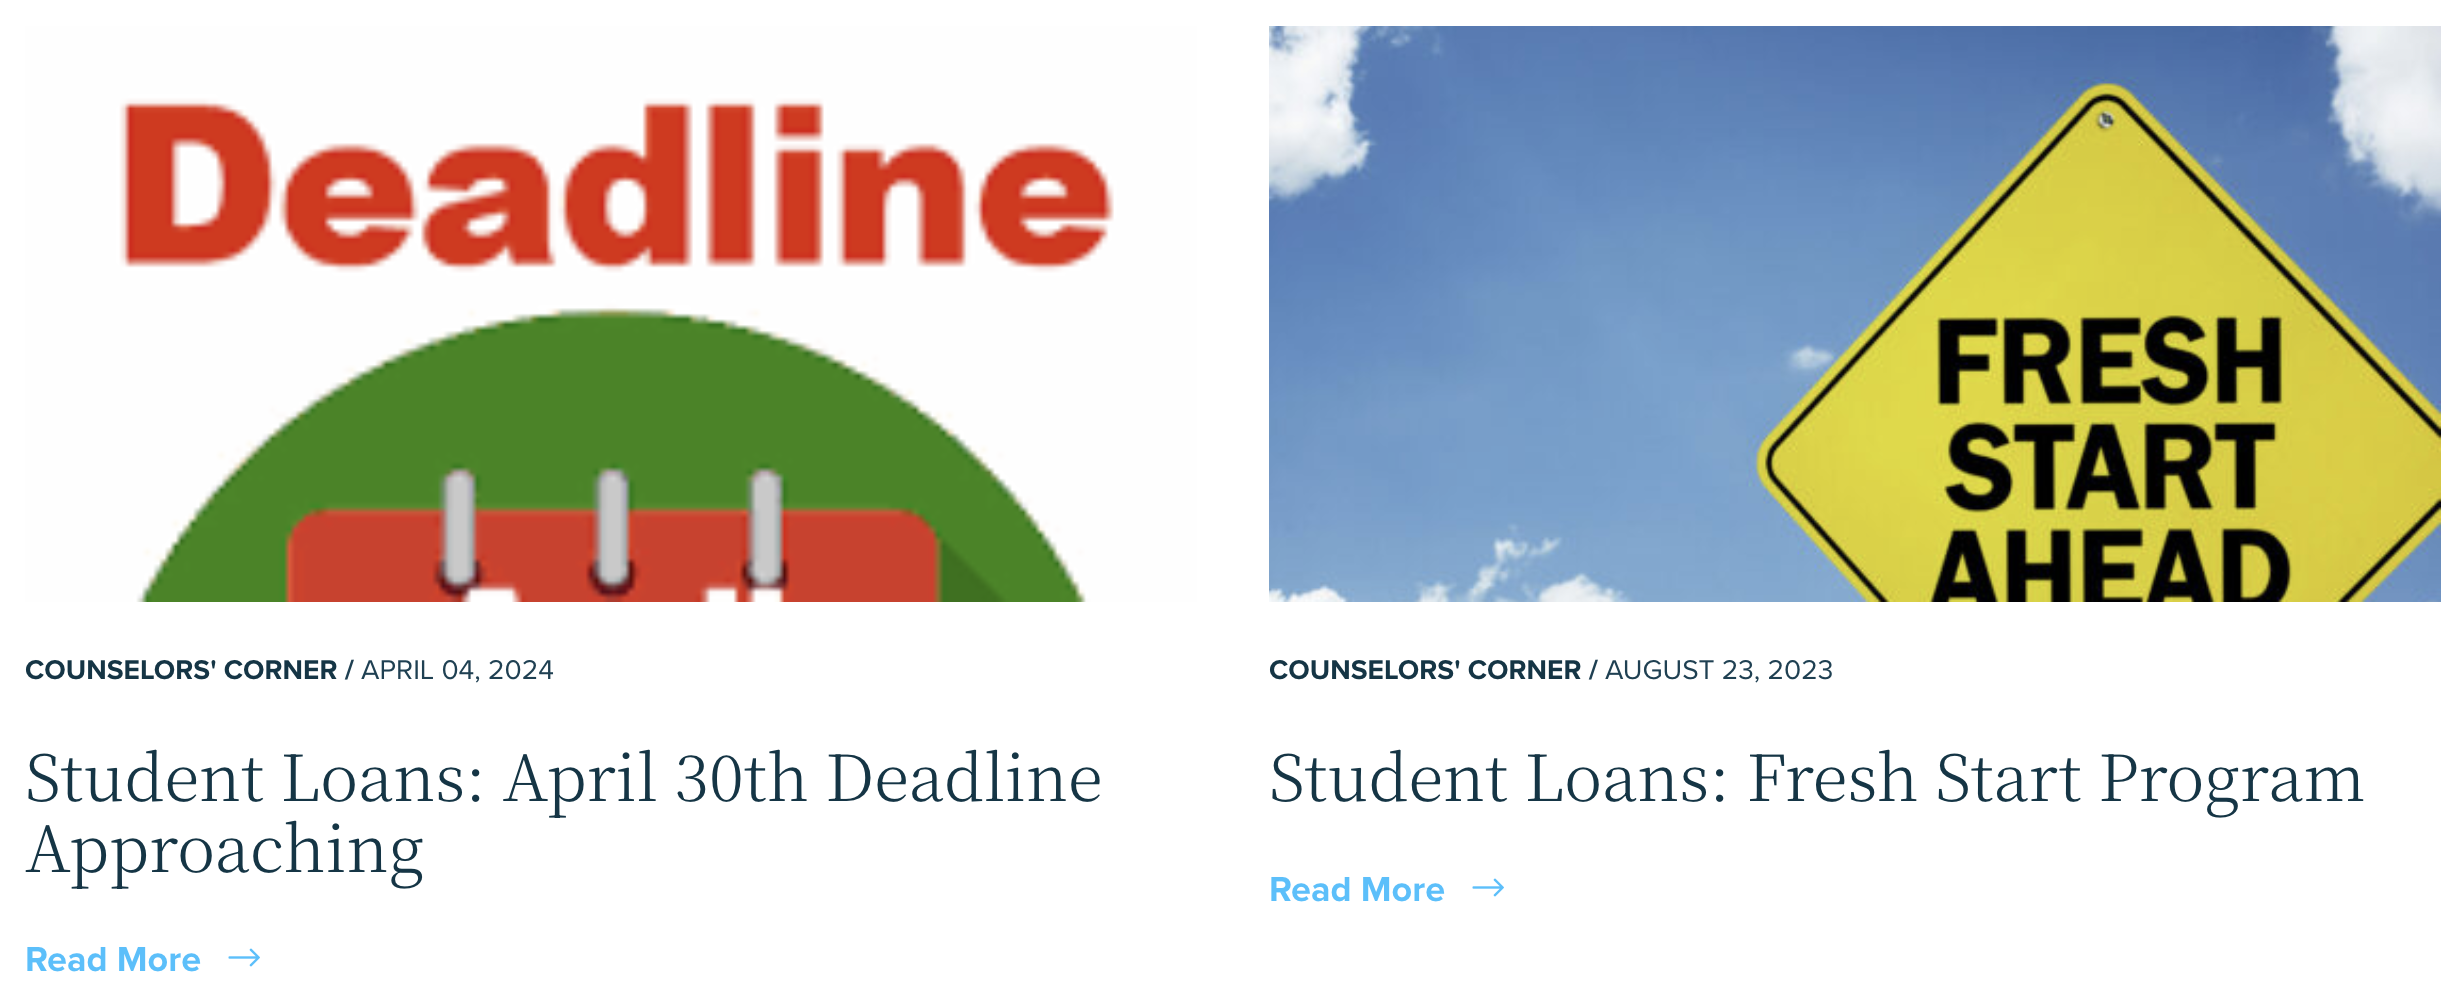 Deadline
COUNSELORS' CORNER / APRIL 04, 2024
Student Loans: April 30th Deadline
Approaching
Read More
FRESH
START
AHEAD
COUNSELORS' CORNER / AUGUST 23, 2023
Student Loans: Fresh Start Program
Read More